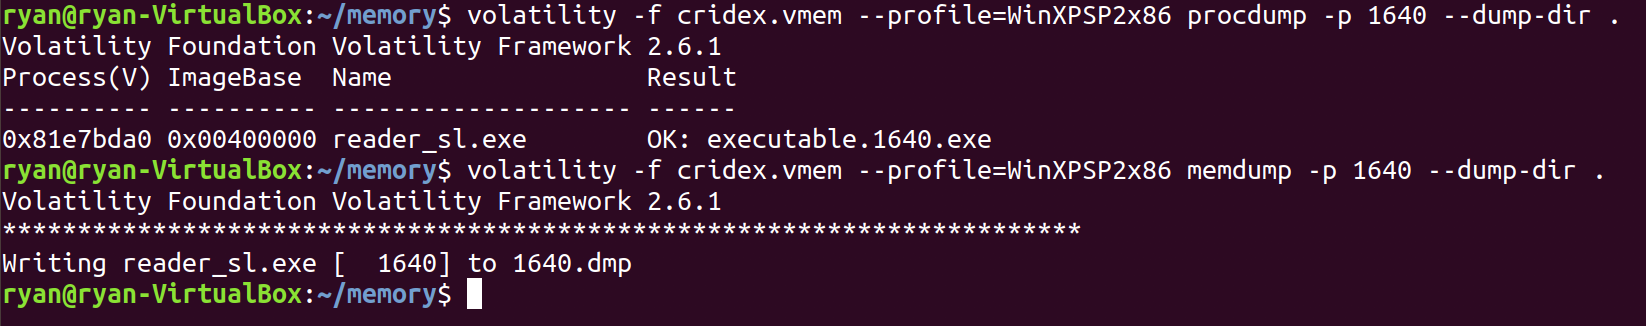 ryan@ryan-VirtualBox:~/memory$ volatility -f cridex.vmem --profile=WinXPSP2x86 procdump -p 1640 --dump-dir .
Volatility Foundation Volatility Framework 2.6.1
Process(V) ImageBase  Name                 Result
---------- ---------- -------------------- ------
0x81e7bda0 0x00400000 reader_sl.exe        OK: executable.1640.exe
ryan@ryan-VirtualBox:~/memory$ volatility -f cridex.vmem --profile=WinXPSP2x86 memdump -p 1640 --dump-dir .
Volatility Foundation Volatility Framework 2.6.1
************************************************************************
Writing reader_sl.exe [  1640] to 1640.dmp
ryan@ryan-VirtualBox:~/memory$